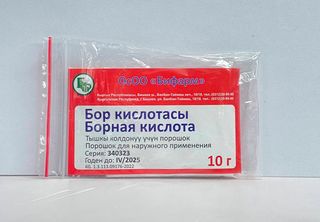 ОсОО «Бифарм»
Бор кислотасы
Борная кислота
Тышкы колдонуу үчүн порошок
Порошок для наружного применения
Серия: 340323
Годен до: IV/2025
10 г